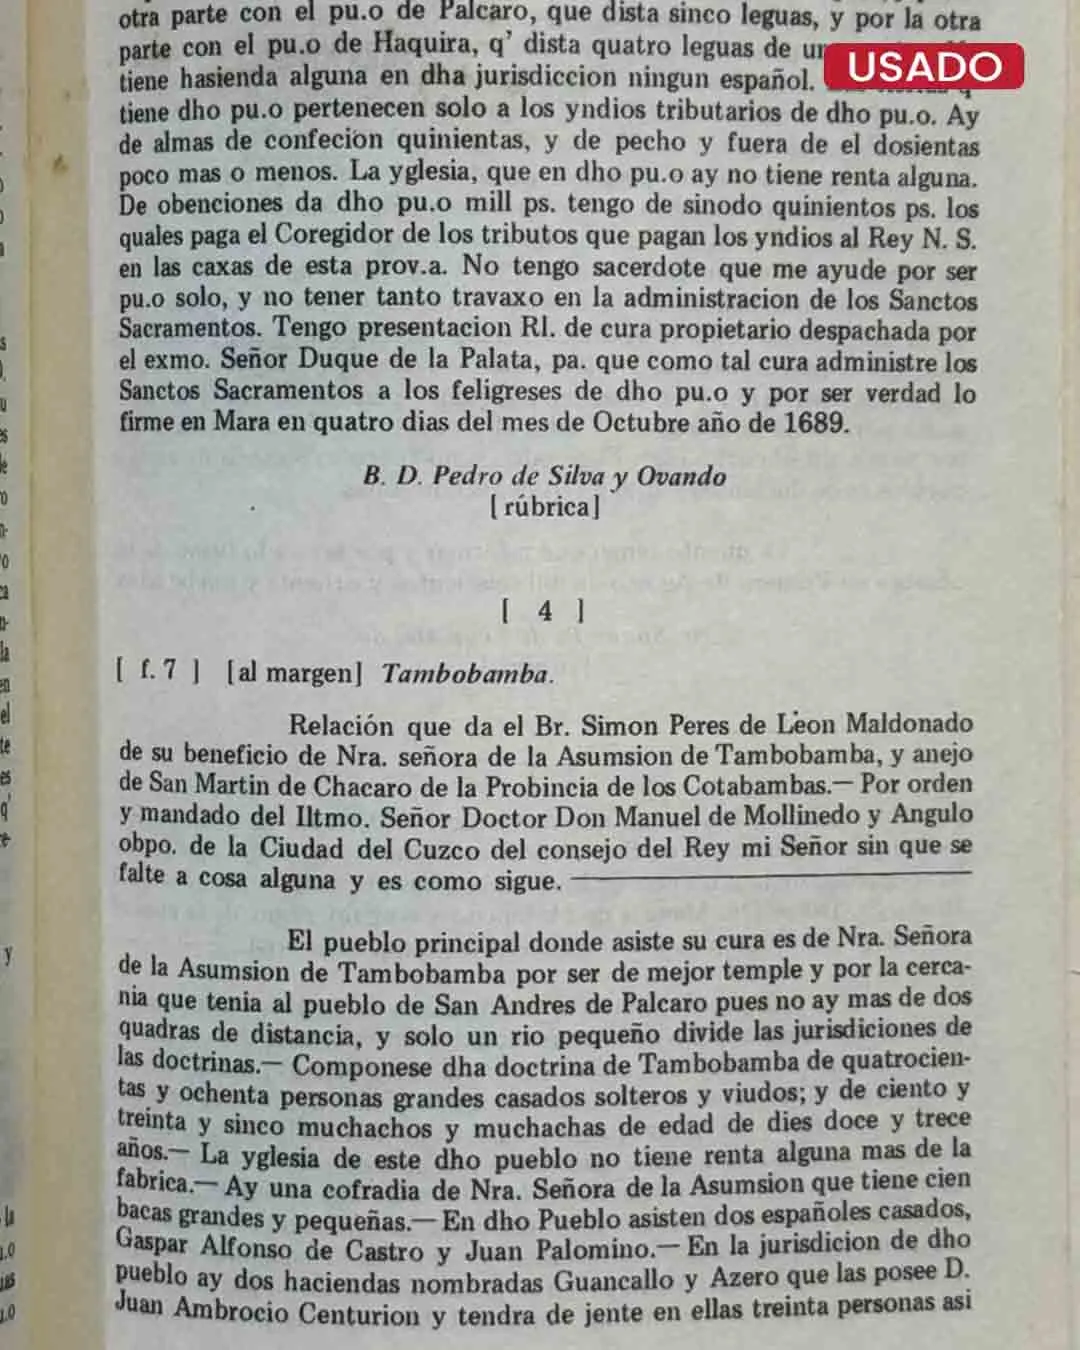 otra parte con el pu.o de Palcaro, que dista sinco leguas, y por la otra
parte con el pu.o de Haquira, q' dista quatro leguas de
USADO
tiene hasienda alguna en dha jurisdiccion ningun español.
tiene dho pu.o pertenecen solo a los yndios tributarios de dho pu.o. Ay
de almas de confeción quinientas, y de pecho y fuera de el dosientas
poco mas o menos. La yglesia, que en dho pu.o ay no tiene renta alguna.
De obenciones da dho pu.o mill ps. tengo de sinodo quinientos ps. los
quales paga el Coregidor de los tributos que pagan los yndios al Rey N. S.
en las caxas de esta prov.a. No tengo sacerdote que me ayude por ser
pu.o solo, y no tener tanto travaxo en la administracion de los Sanctos
Sacramentos. Tengo presentacion Rl. de cura propietario despachada por
el exmo. Señor Duque de la Palata, pa. que como tal cura administre los
Sanctos Sacramentos a los feligreses de dho pu.o y por ser verdad lo
firme en Mara en quatro dias del mes de Octubre año de 1689.
B. D. Pedro de Silva y Ovando
[rúbrica]
[ 4 ]
[ f. 7 ] [al margen] Tambobamba.
Relación que da el Br. Simon Peres de Leon Maldonado
de su beneficio de Nra. señora de la Asumsion de Tambobamba, y anejo
de San Martin de Chacaro de la Probincia de los Cotabambas.— Por orden
y mandado del Iltmo. Señor Doctor Don Manuel de Mollinedo y Angulo
obpo. de la Ciudad del Cuzco del consejo del Rey mi Señor sin que se
falte a cosa alguna y es como sigue.
El pueblo principal donde asiste su cura es de Nra. Señora
de la Asumsion de Tambobamba por ser de mejor temple y por la cerca-
nia que tenia al pueblo de San Andres de Palcaro pues no ay mas de dos
quadras de distancia, y solo un rio pequeño divide las jurisdiciones de
las doctrinas.— Componese dha doctrina de Tambobamba de quatrocien-
tas y ochenta personas grandes casados solteros y viudos; y de ciento y
treinta y sinco muchachos y muchachas de edad de dies doce y trece
años.— La yglesia de este dho pueblo no tiene renta alguna mas de la
fabrica.— Ay una cofradia de Nra. Señora de la Asumsion que tiene cien
bacas grandes y pequeñas.— En dho Pueblo asisten dos españoles casados,
Gaspar Alfonso de Castro y Juan Palomino.— En la jurisdicion de dho
pueblo ay dos haciendas nombradas Guancallo y Azero que las posee D.
Juan Ambrocio Centurion y tendra de jente en ellas treinta personas asi